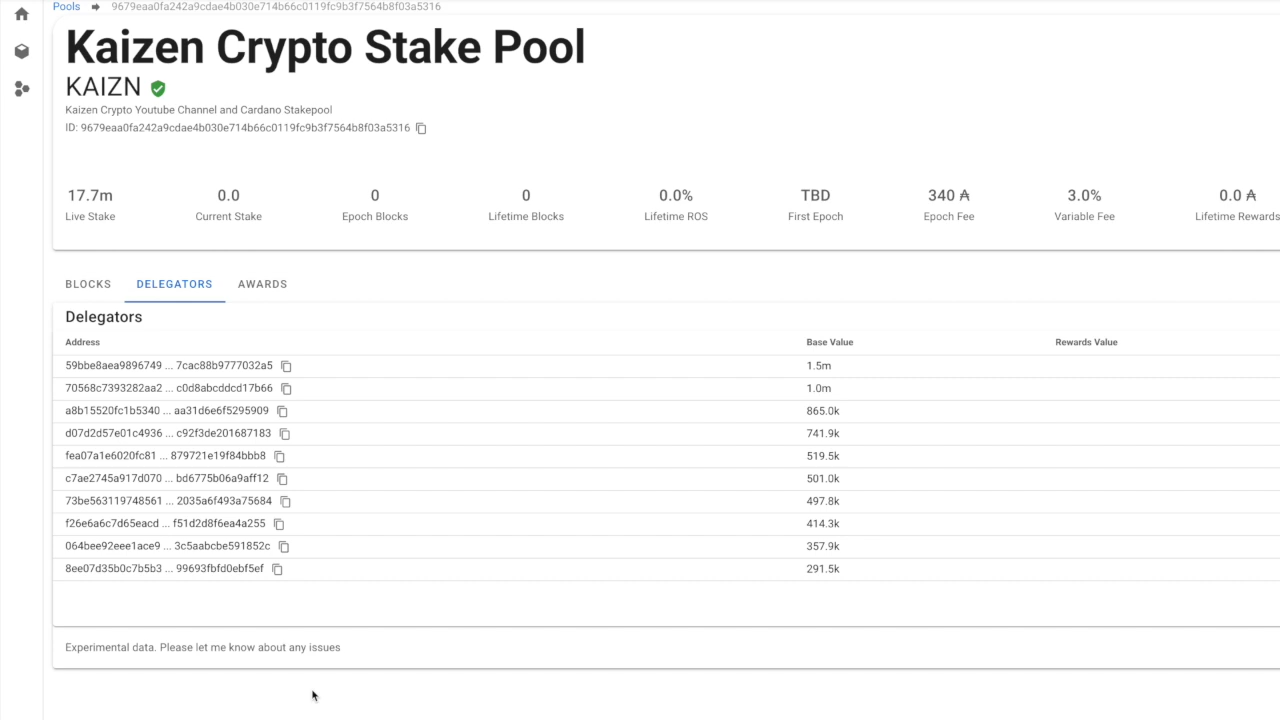 Pools → 9679eaa0fa242a9cdae4b030e714b66c0119fc9b3f7564b8f03a5316
Kaizen Crypto Stake Pool
KAIZN
Kaizen Crypto Youtube Channel and Cardano Stakepool
ID: 9679eaa0fa242a9cdae4b030e714b66c0119fc9b3f7564b8f03a5316
17.7m 0.0 0 0 0.0% TBD 340 ₳ 3.0% 0.0 ₳
Live Stake Current Stake Epoch Blocks Lifetime Blocks Lifetime ROS First Epoch Epoch Fee Variable Fee Lifetime Rewards
BLOCKS DELEGATORS AWARDS
Delegators
Address Base Value Rewards Value
59bbe8aea9896749 ... 7cac88b9777032a5 1.5m
70568c7393282aa2 ... c0d8abcddcd17b66 1.0m
a8b15520fc1b5340 ... aa31d6e6f5295909 865.0k
d07d2d57e01c4936 ... c92f3de201687183 741.9k
fea07a1e6020fc81 ... 879721e19f84bbb8 519.5k
c7ae2745a917d070 ... bd6775b06a9aff12 501.0k
73be563119748561 ... 2035a6f493a75684 497.8k
f26e6a6c7d65eacd ... f51d2d8f6ea4a255 414.3k
064bee92eee1ace9 ... 3c5aabcbe591852c 357.9k
8ee07d35b0c7b5b3 ... 99693fbfd0ebf5ef 291.5k
Experimental data. Please let me know about any issues